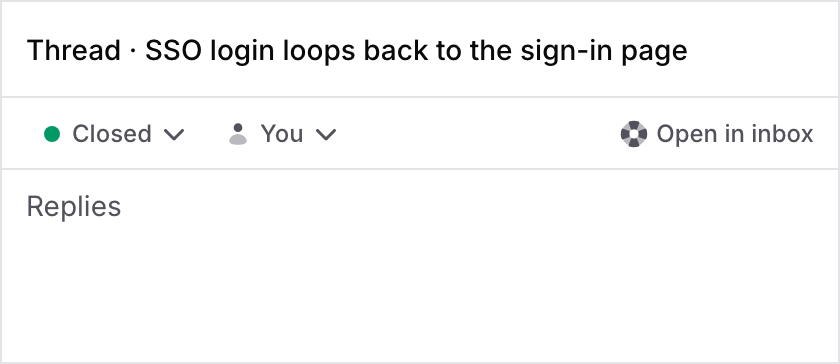 Thread · SSO login loops back to the sign-in page
Closed You Open in inbox
Replies